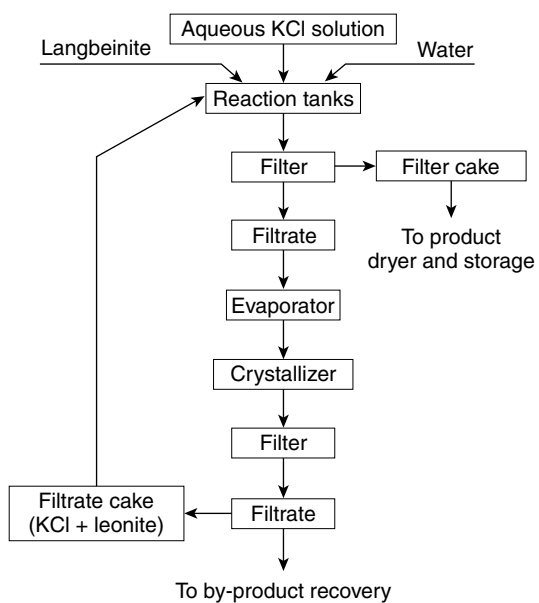 Aqueous KCl solution
Langbeinite
Water
Reaction tanks
Filter
Filter cake
Filtrate
To product
dryer and storage
Evaporator
Crystallizer
Filter
Filtrate cake
(KCl + leonite)
Filtrate
To by-product recovery